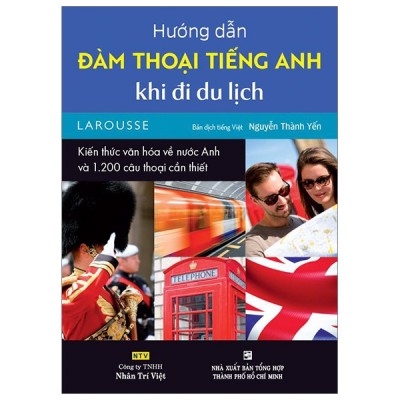 Hướng dẫn
ĐÀM THOẠI TIẾNG ANH
khi đi du lịch
LAROUSSE
Bản dịch tiếng Việt Nguyễn Thành Yến
Kiến thức văn hóa về nước Anh
và 1.200 câu thoại cần thiết
TELEPHONE
NTV
Công ty TNHH
Nhân Trí Việt
NHÀ XUẤT BẢN TỔNG HỢP
THÀNH PHỐ HỒ CHÍ MINH